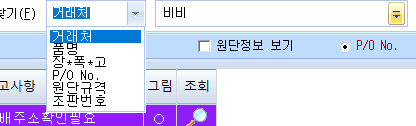 찾기(F) 거래처 비비
거래처
품명
장*폭*고
P/O No.
원단규격
조판번호
원단정보 보기 P/O No.
고사항 그림 조회
배주소확인필요 ○